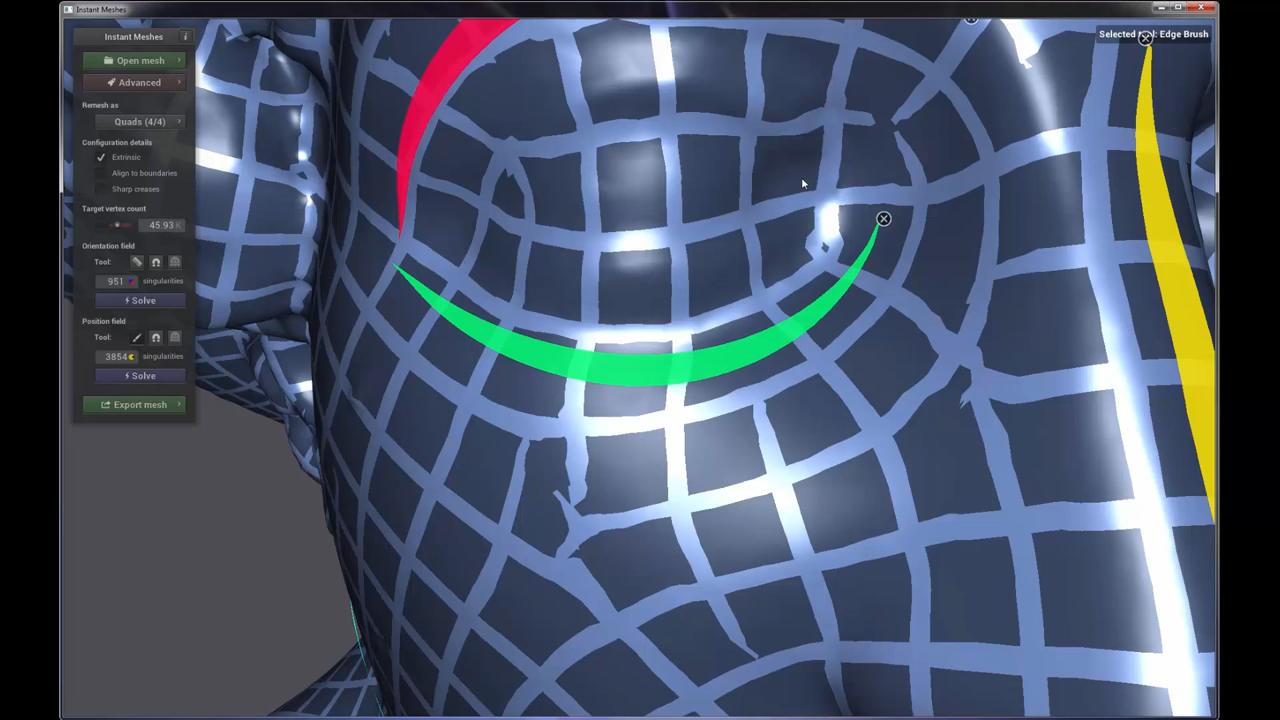 Instant Meshes
Selected tool: Edge Brush
Instant Meshes i
Open mesh
Advanced
Remesh as
Quads (4/4)
Configuration details
Extrinsic
Align to boundaries
Sharp creases
Target vertex count
45.93 K
Orientation field
Tool:
951 singularities
Solve
Position field
Tool:
3854 singularities
Solve
Export mesh